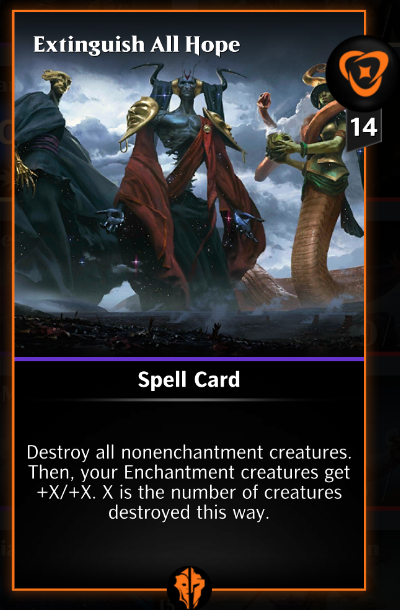 Extinguish All Hope
14
Spell Card
Destroy all nonenchantment creatures.
Then, your Enchantment creatures get
+X/+X. X is the number of creatures
destroyed this way.